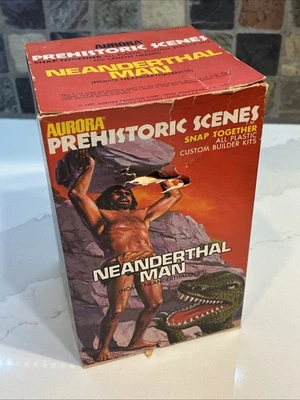 AURORA
PREHISTORIC SCENES
NEANDERTHAL
MAN
AURORA
PREHISTORIC SCENES
SNAP TOGETHER
ALL PLASTIC
CUSTOM BUILDER KITS
NEANDERTHAL
MAN